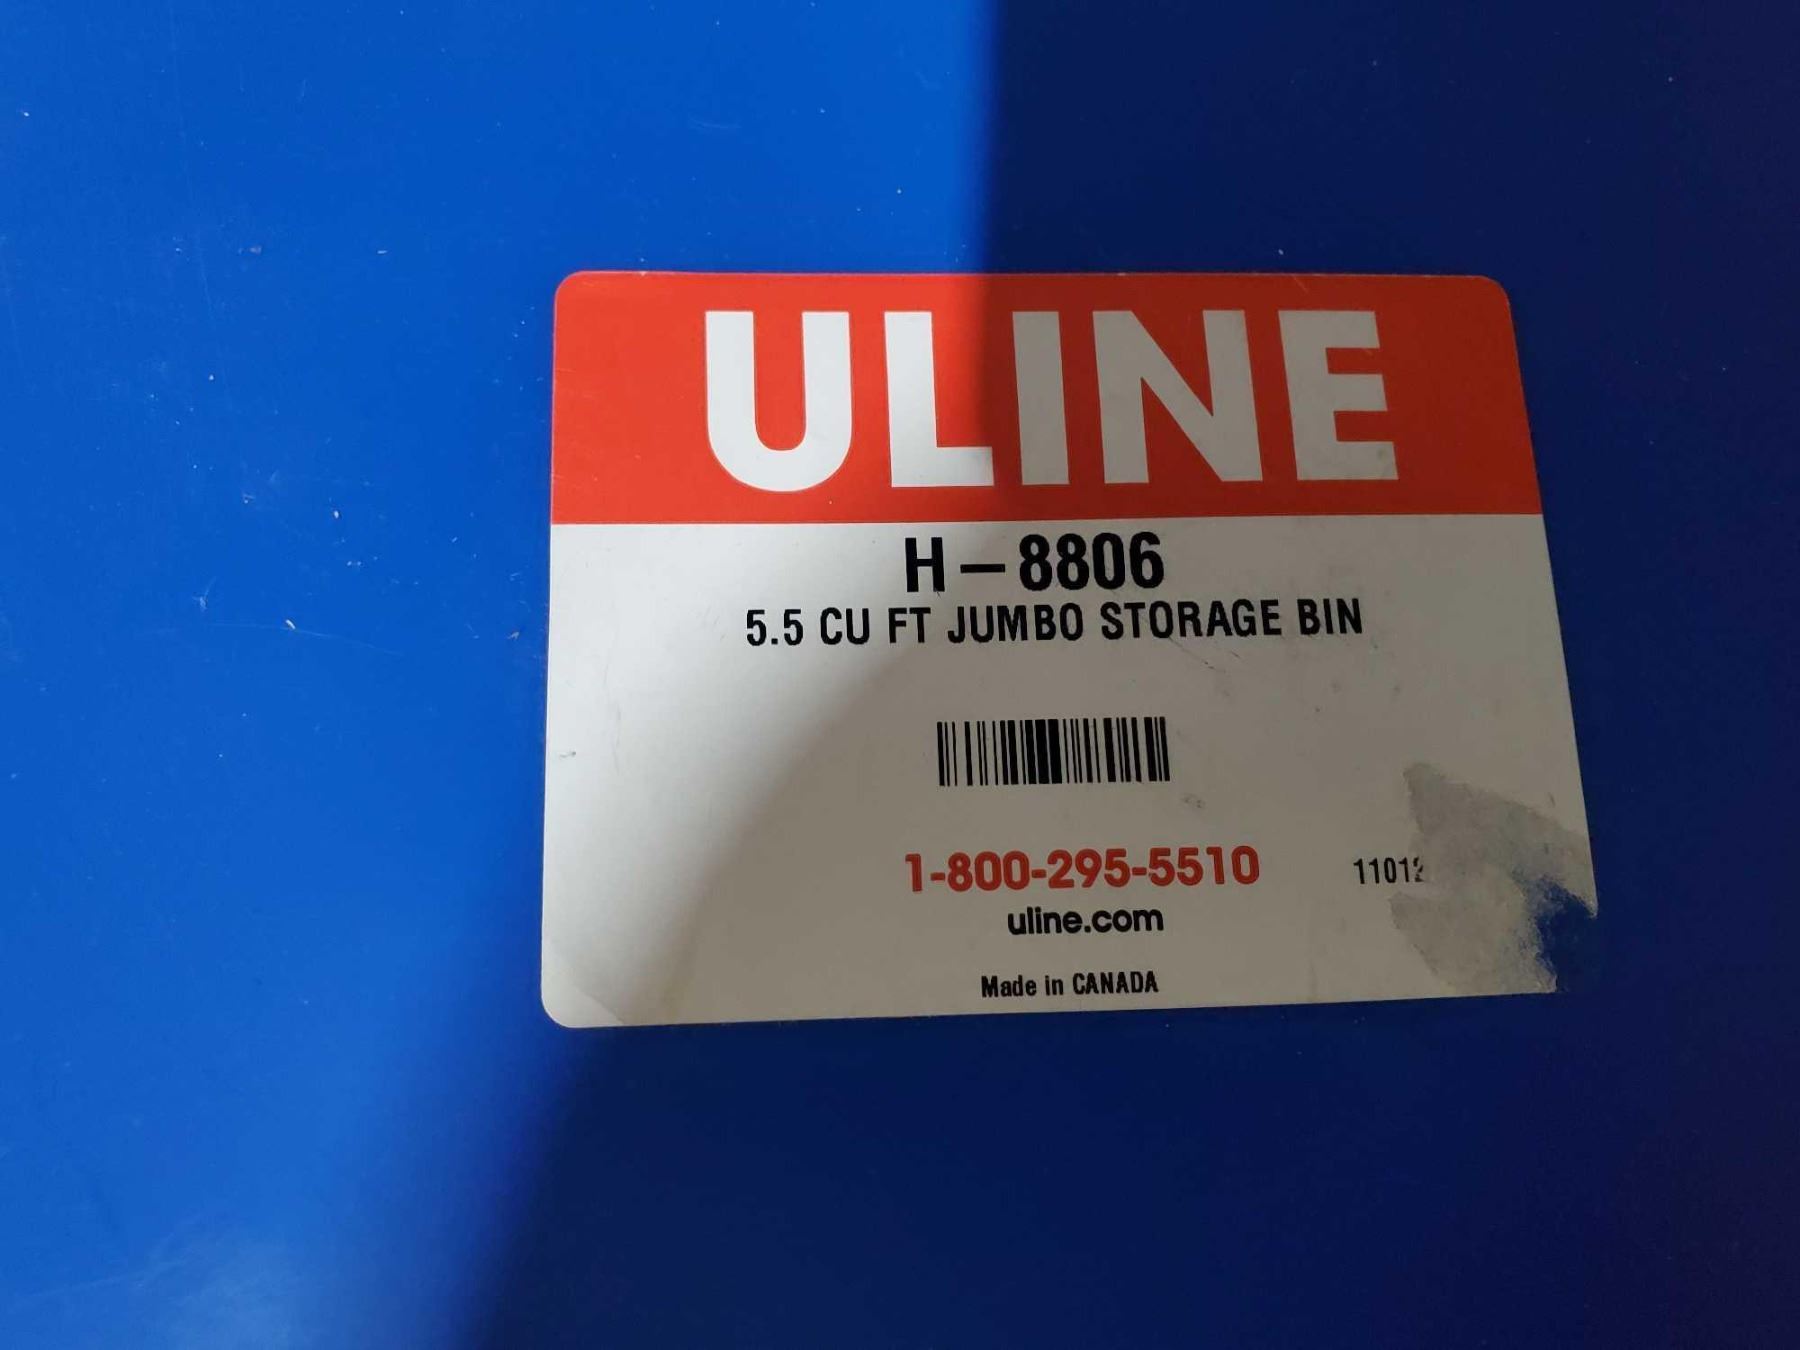 ULINE
H-8806
5.5 CU FT JUMBO STORAGE BIN
1-800-295-5510
uline.com
Made in CANADA